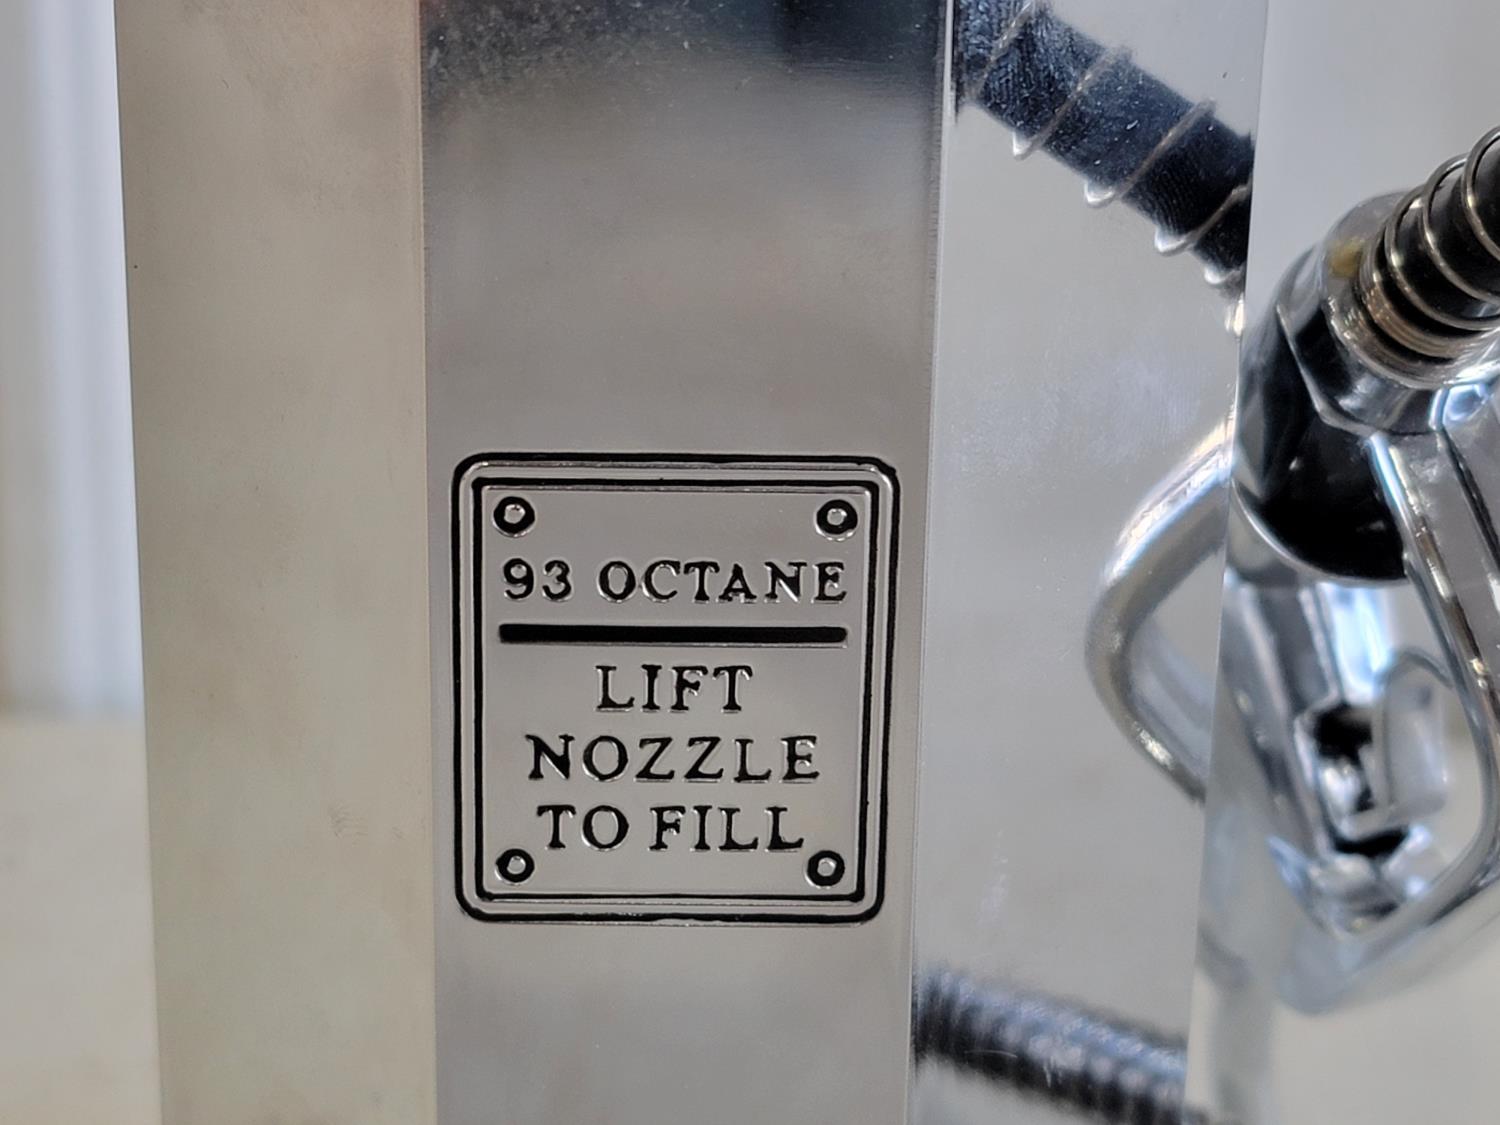 93 OCTANE
LIFT
NOZZLE
TO FILL